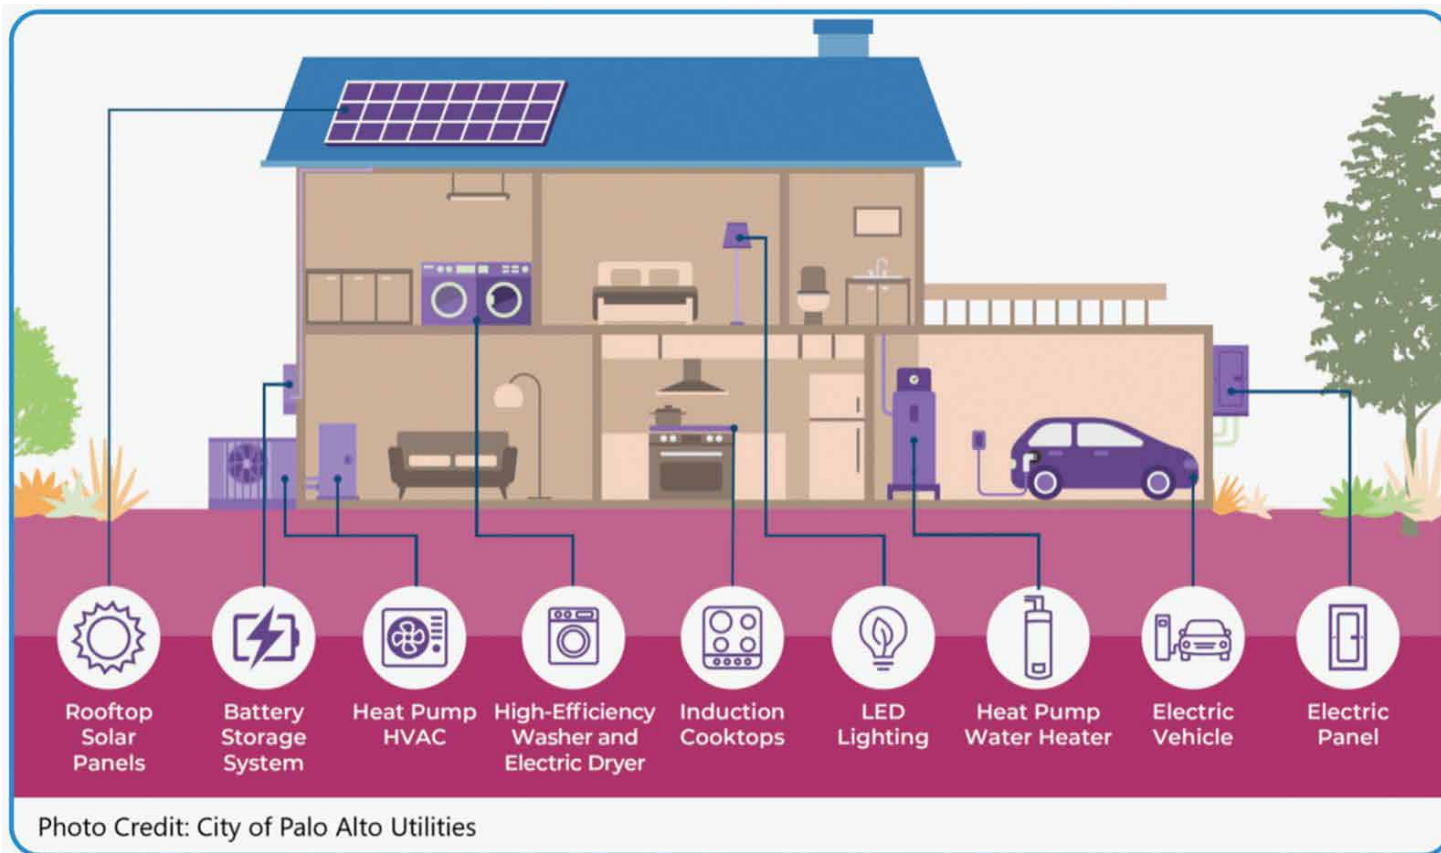 Rooftop
Solar
Panels
Battery
Storage
System
Heat Pump
HVAC
High-Efficiency
Washer and
Electric Dryer
Induction
Cooktops
LED
Lighting
Heat Pump
Water Heater
Electric
Vehicle
Electric
Panel
Photo Credit: City of Palo Alto Utilities